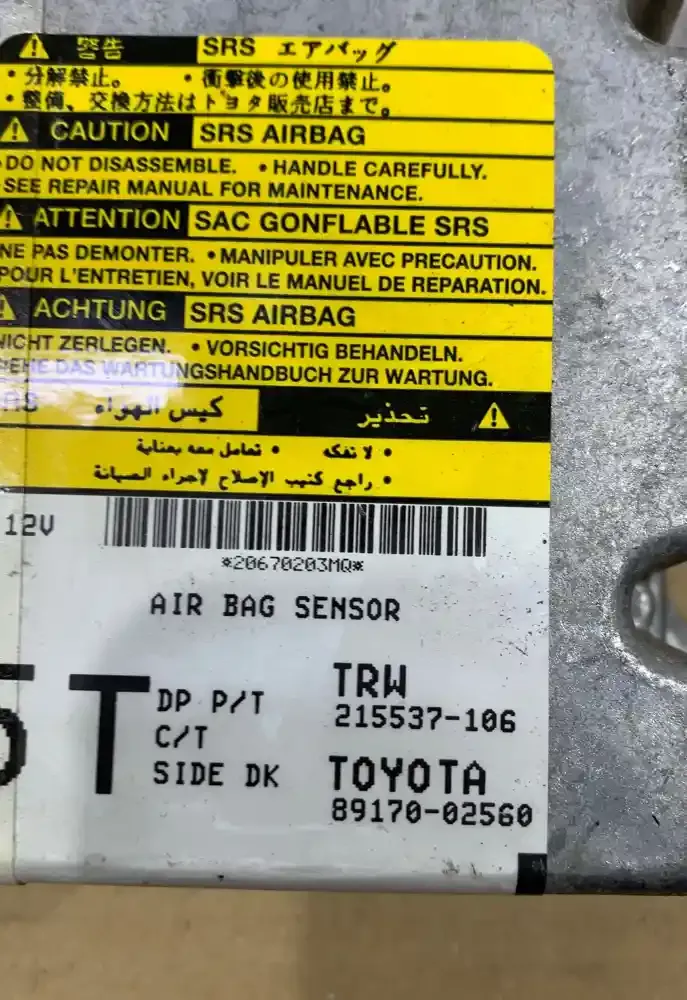 警告 SRS エアバッグ
・分解禁止。 ・衝撃後の使用禁止。
・整備、交換方法はトヨタ販売店まで。
CAUTION SRS AIRBAG
DO NOT DISASSEMBLE. • HANDLE CAREFULLY.
SEE REPAIR MANUAL FOR MAINTENANCE.
ATTENTION SAC GONFLABLE SRS
NE PAS DEMONTER. • MANIPULER AVEC PRECAUTION.
POUR L'ENTRETIEN, VOIR LE MANUEL DE REPARATION.
ACHTUNG SRS AIRBAG
NICHT ZERLEGEN. • VORSICHTIG BEHANDELN.
SIEHE DAS WARTUNGSHANDBUCH ZUR WARTUNG.
تحذير كيس الهواء
• لا تفكه • تعامل معه بعناية
• راجع كتيب الإصلاح لاجراء الصيانة
12V
*20670203MQ*
AIR BAG SENSOR
T DP P/T TRW
215537-106
C/T
SIDE DK TOYOTA
89170-02560